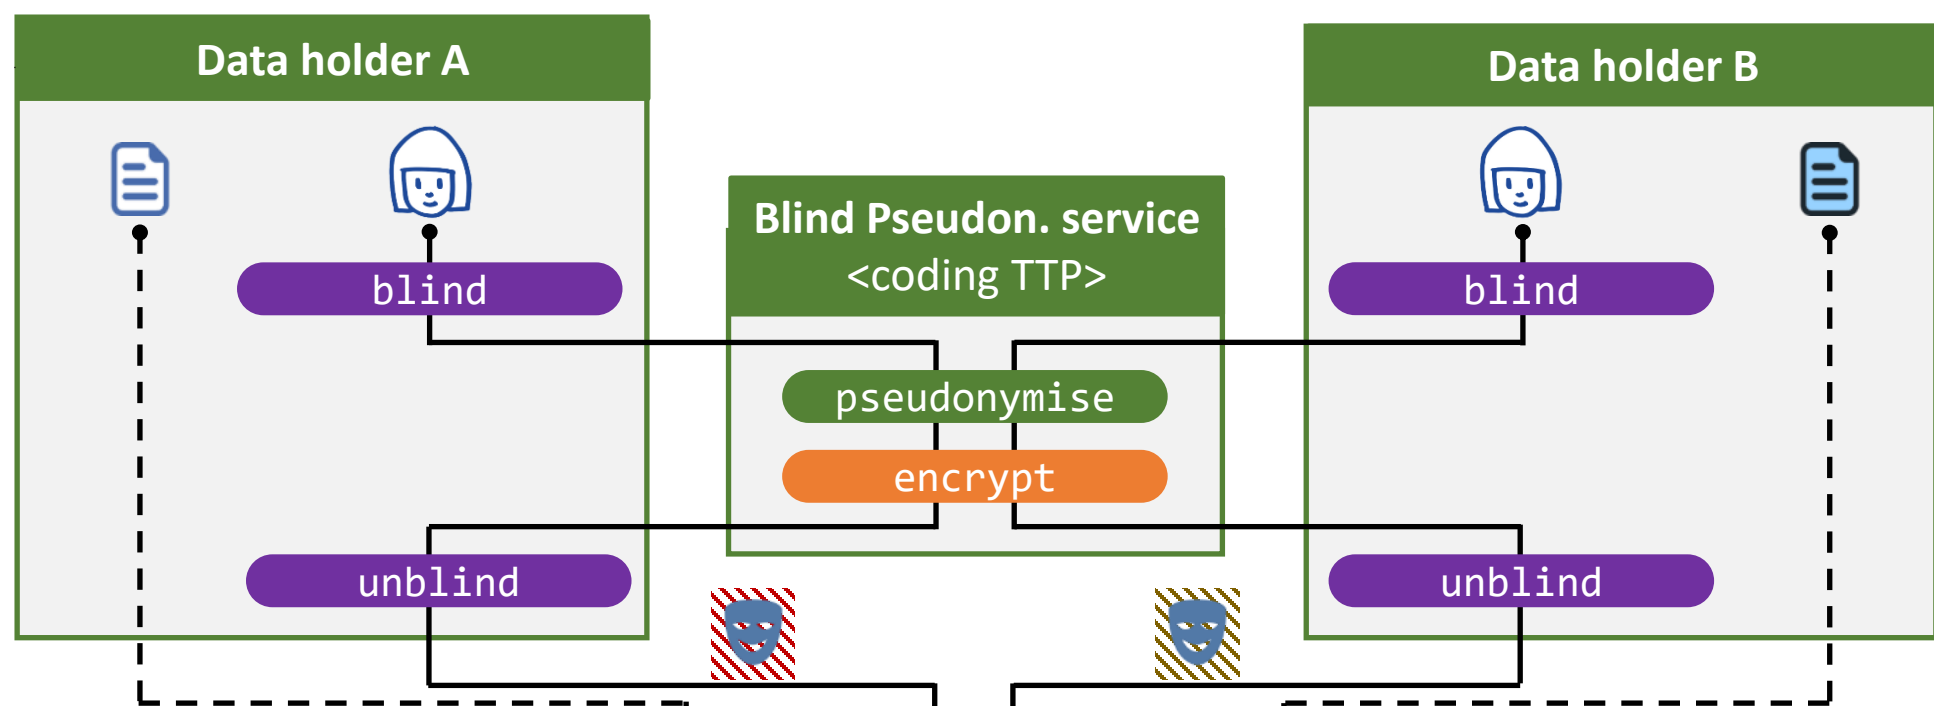 Data holder A
blind
unblind
Blind Pseudon. service
<coding TTP>
pseudonymise
encrypt
Data holder B
blind
unblind